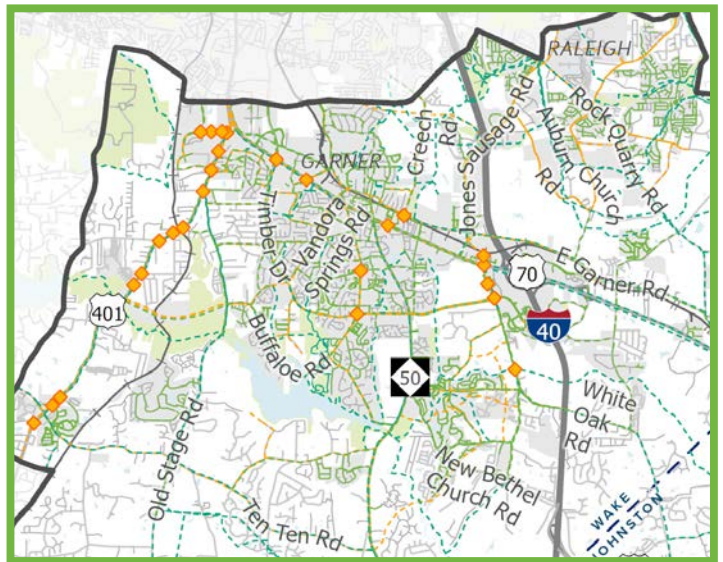 RALEIGH
Rock Quarry Rd
Auburn Church
Rd
Jones Sausage Rd
Creech
Rd
GARNER
Timber Dr
Vandora
Springs Rd
E Garner Rd
70
401
40
Buffaloe Rd
50
White
Oak
Rd
Old Stage Rd
New Bethel
Church Rd
Ten Ten Rd
WAKE
JOHNSTON